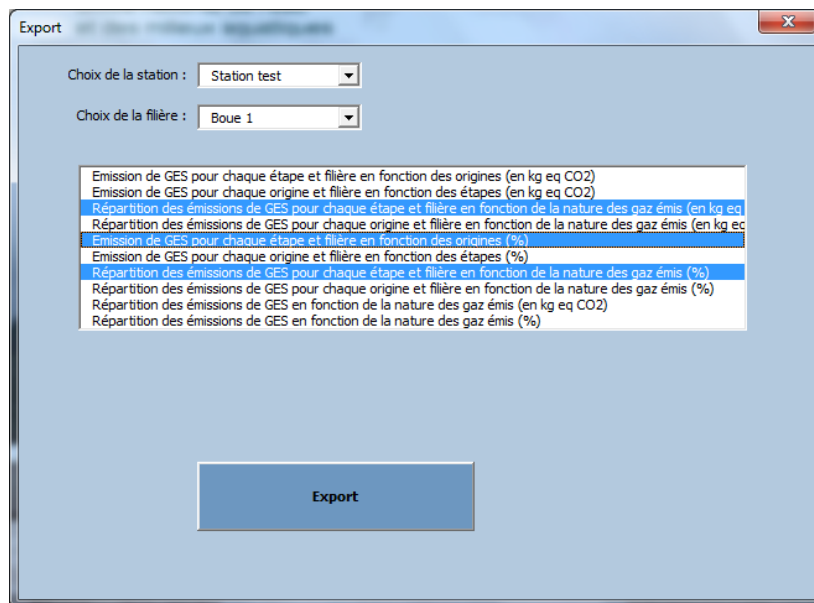 Export
Choix de la station : Station test
Choix de la filière : Boue 1
Emission de GES pour chaque étape et filière en fonction des origines (en kg eq CO2)
Emission de GES pour chaque origine et filière en fonction des étapes (en kg eq CO2)
Répartition des émissions de GES pour chaque étape et filière en fonction de la nature des gaz émis (en kg eq
Répartition des émissions de GES pour chaque origine et filière en fonction de la nature des gaz émis (en kg ec
Emission de GES pour chaque étape et filière en fonction des origines (%)
Emission de GES pour chaque origine et filière en fonction des étapes (%)
Répartition des émissions de GES pour chaque étape et filière en fonction de la nature des gaz émis (%)
Répartition des émissions de GES pour chaque origine et filière en fonction de la nature des gaz émis (%)
Répartition des émissions de GES en fonction de la nature des gaz émis (en kg eq CO2)
Répartition des émissions de GES en fonction de la nature des gaz émis (%)
Export